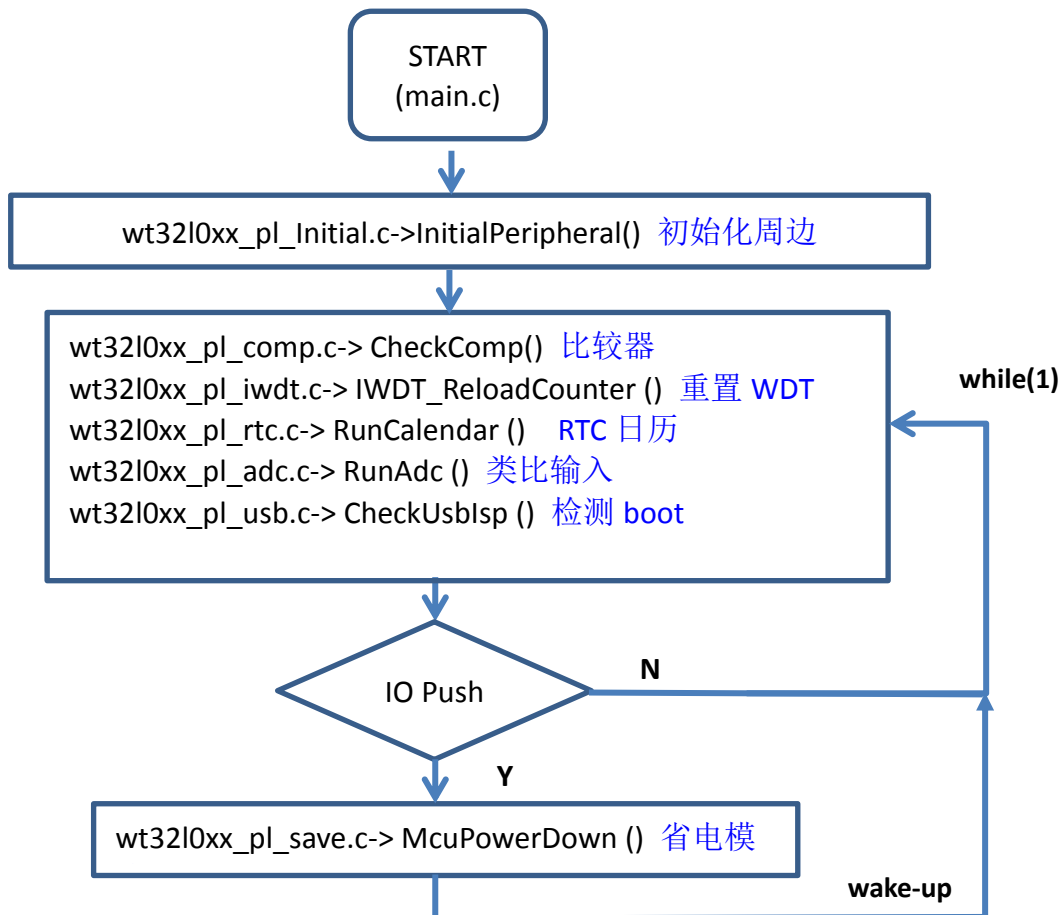 START
(main.c)
wt32l0xx_pl_Initial.c->InitialPeripheral() 初始化周边
wt32l0xx_pl_comp.c-> CheckComp() 比较器
wt32l0xx_pl_iwdt.c-> IWDT_ReloadCounter () 重置 WDT
wt32l0xx_pl_rtc.c-> RunCalendar () RTC 日历
wt32l0xx_pl_adc.c-> RunAdc () 类比输入
wt32l0xx_pl_usb.c-> CheckUsbIsp () 检测 boot
while(1)
IO Push
N
Y
wt32l0xx_pl_save.c-> McuPowerDown () 省电模
wake-up